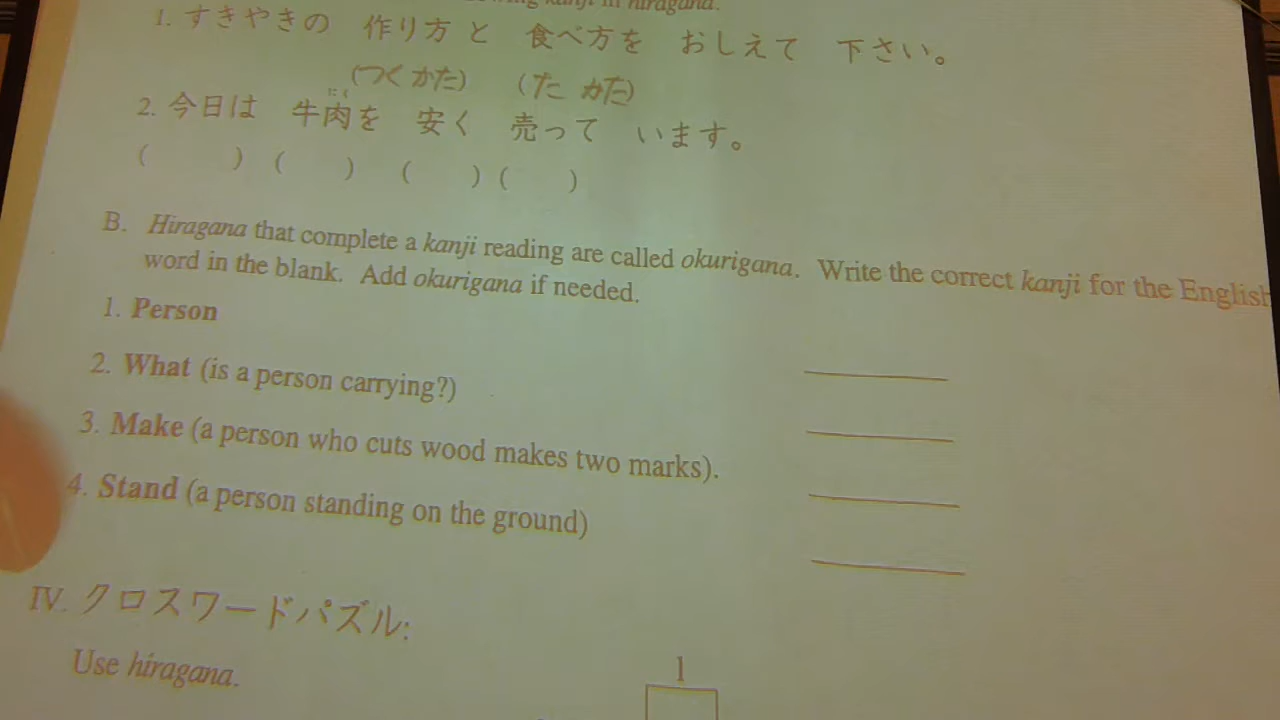 kanji in hiragana.
1. すきやきの 作り方 と 食べ方を おしえて 下さい。
(つく かた) (た かた)
にく
2. 今日は 牛肉を 安く 売って います。
( ) ( ) ( ) ( )
B. Hiragana that complete a kanji reading are called okurigana. Write the correct kanji for the English
word in the blank. Add okurigana if needed.
1. Person
2. What (is a person carrying?)
3. Make (a person who cuts wood makes two marks).
4. Stand (a person standing on the ground)
IV. クロスワードパズル:
Use hiragana.
1